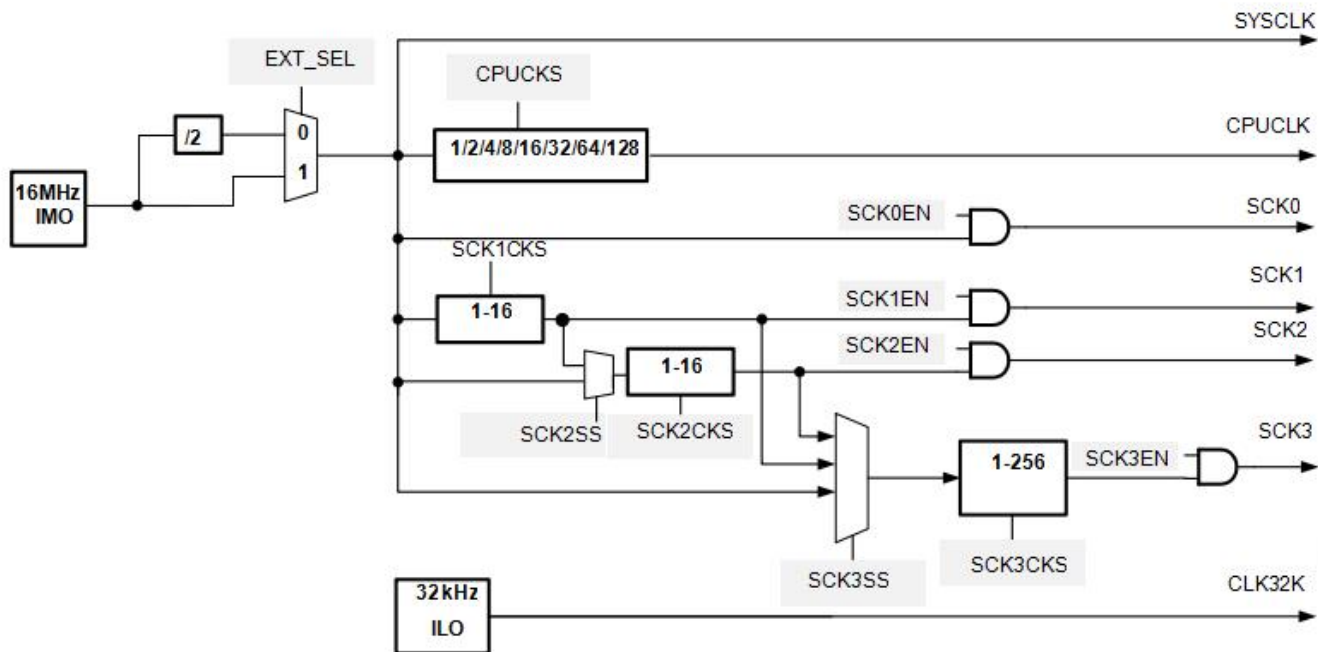 SYSCLK
EXT_SEL
CPUCKS
/2
0
1/2/4/8/16/32/64/128
CPUCLK
1
16MHz
IMO
SCK0EN
SCK0
SCK1CKS
SCK1
SCK1EN
1-16
SCK2
SCK2EN
1-16
SCK2SS
SCK2CKS
SCK3
1-256
SCK3EN
SCK3SS
SCK3CKS
32kHz
ILO
CLK32K